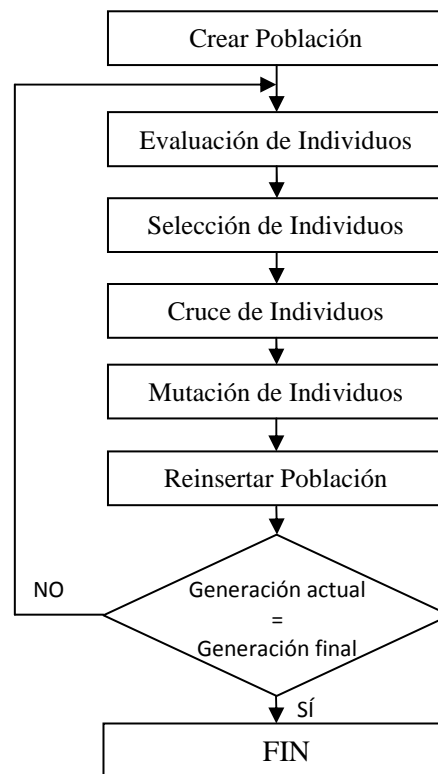 Crear Población
Evaluación de Individuos
Selección de Individuos
Cruce de Individuos
Mutación de Individuos
Reinsertar Población
Generación actual
=
Generación final
NO
SÍ
FIN